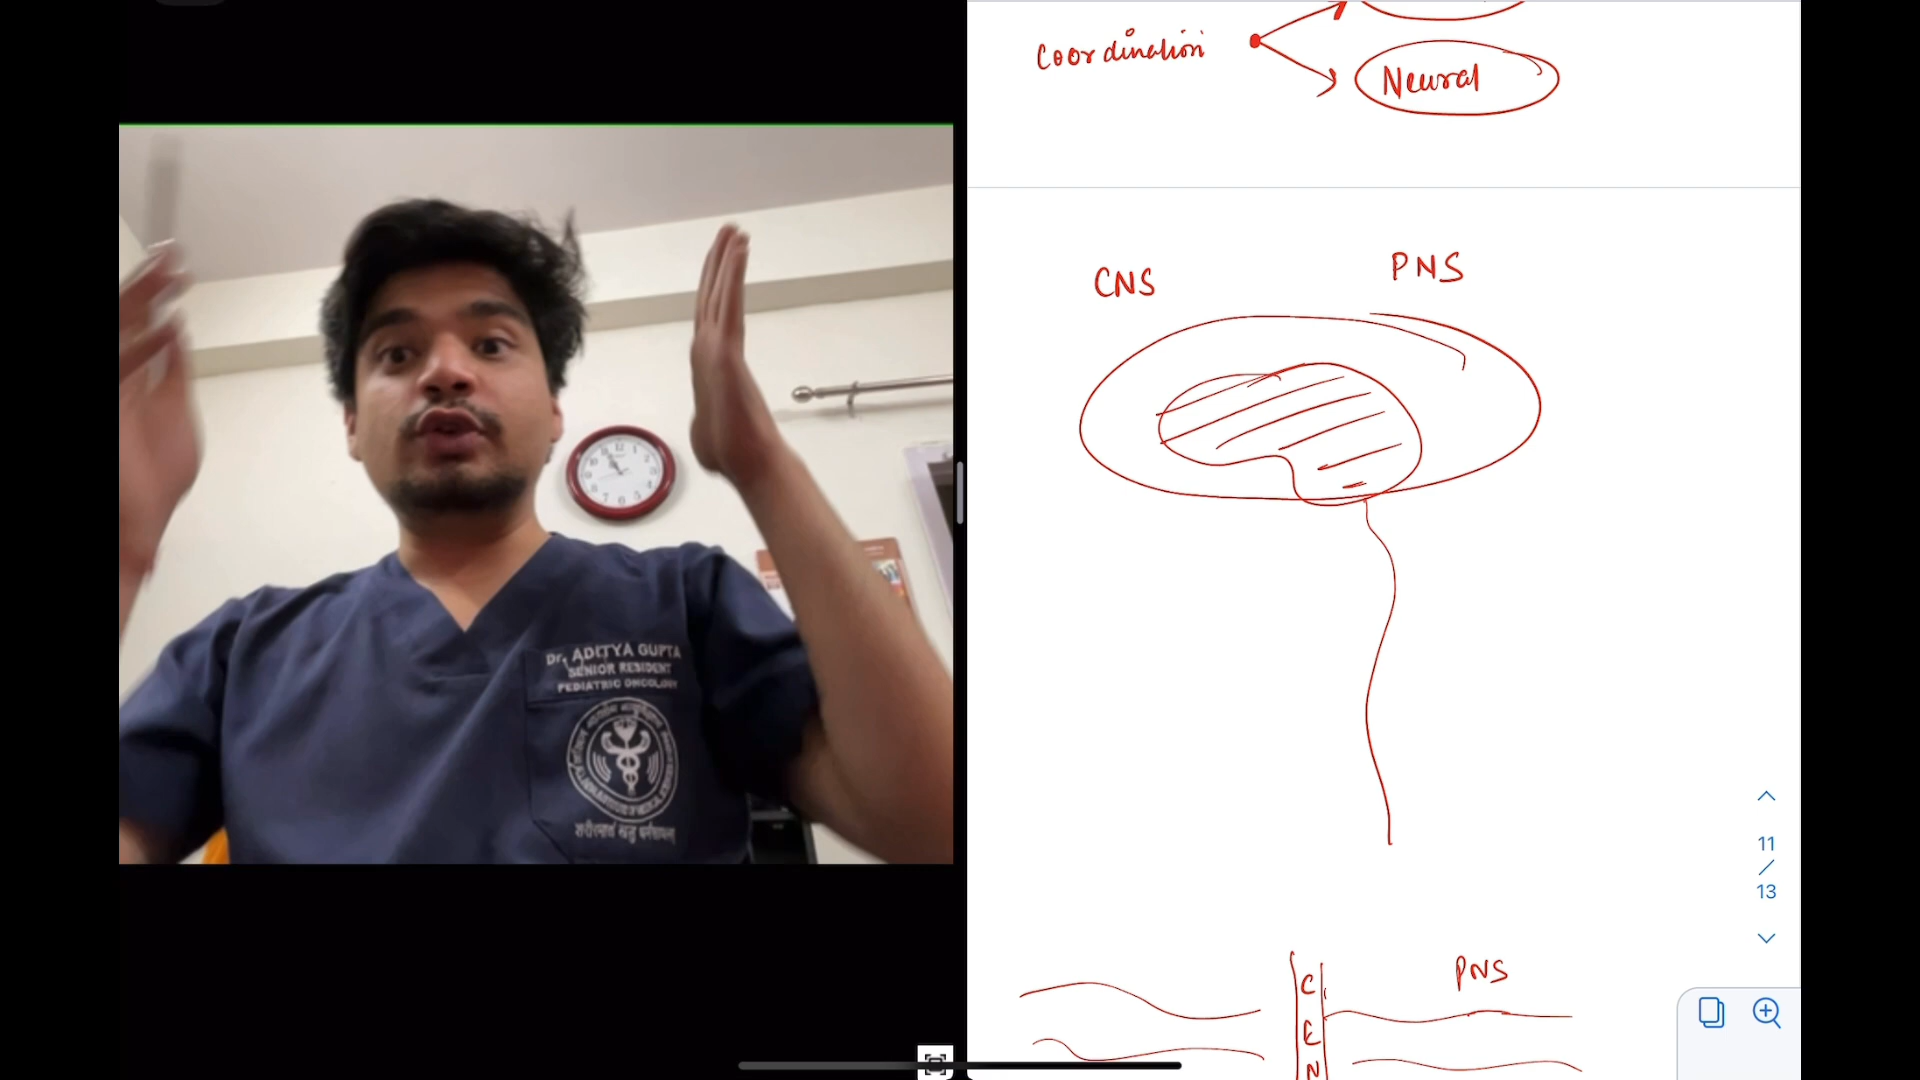 Dr. ADITYA GUPTA
SENIOR RESIDENT
PEDIATRIC ONCOLOGY
Coordination
Neural
CNS
PNS
11
/
13
PNS
C
E
N